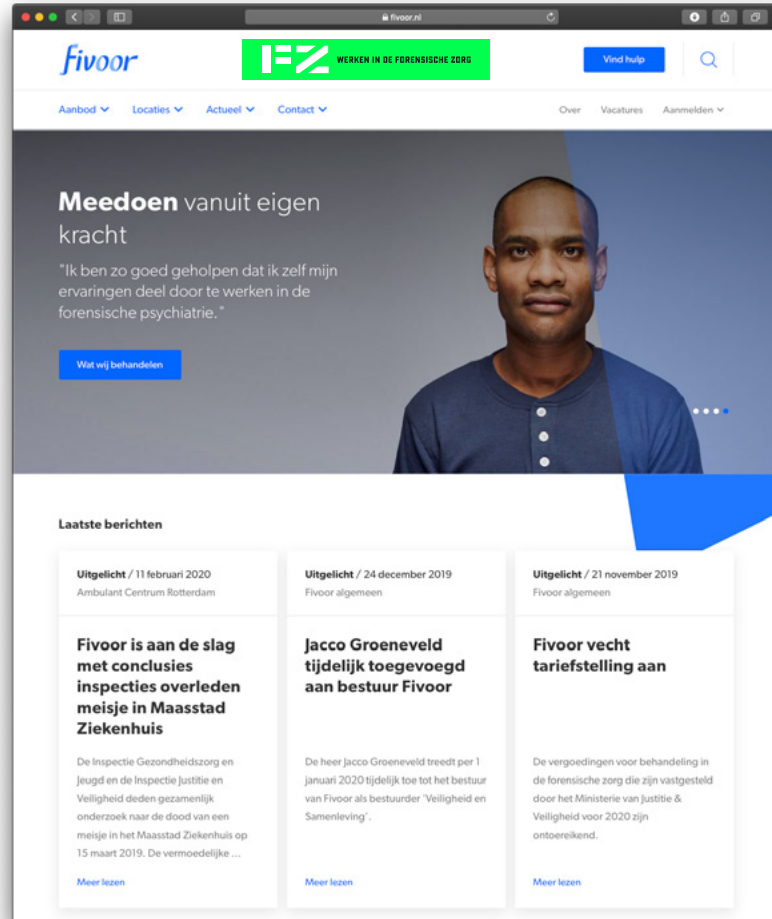 fivoor.nl
fivoor
FZ WERKEN IN DE FORENSISCHE ZORG
Vind hulp
Aanbod Locaties Actueel Contact
Over Vacatures Aanmelden
Meedoen vanuit eigen
kracht
"Ik ben zo goed geholpen dat ik zelf mijn
ervaringen deel door te werken in de
forensische psychiatrie."
Wat wij behandelen
Laatste berichten
Uitgelicht / 11 februari 2020
Ambulant Centrum Rotterdam
Fivoor is aan de slag
met conclusies
inspecties overleden
meisje in Maasstad
Ziekenhuis
De Inspectie Gezondheidszorg en
Jeugd en de Inspectie Justitie en
Veiligheid deden gezamenlijk
onderzoek naar de dood van een
meisje in het Maasstad Ziekenhuis op
15 maart 2019. De vermoedelijke ...
Meer lezen
Uitgelicht / 24 december 2019
Fivoor algemeen
Jacco Groeneveld
tijdelijk toegevoegd
aan bestuur Fivoor
De heer Jacco Groeneveld treedt per 1
januari 2020 tijdelijk toe tot het bestuur
van Fivoor als bestuurder 'Veiligheid en
Samenleving'.
Meer lezen
Uitgelicht / 21 november 2019
Fivoor algemeen
Fivoor vecht
tariefstelling aan
De vergoedingen voor behandeling in
de forensische zorg die zijn vastgesteld
door het Ministerie van Justitie &
Veiligheid voor 2020 zijn
ontoereikend.
Meer lezen